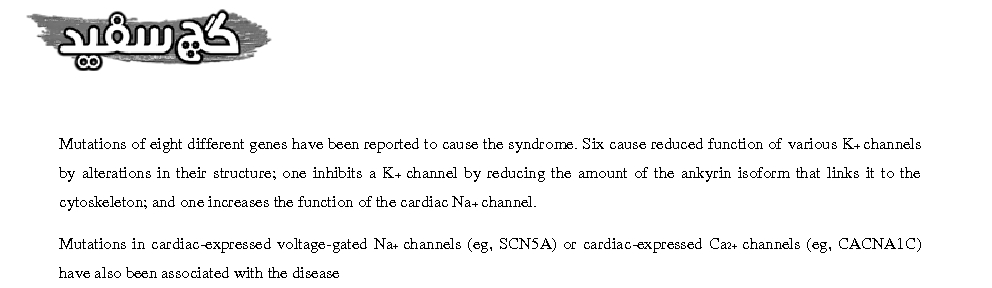 گچ سفید
Mutations of eight different genes have been reported to cause the syndrome. Six cause reduced function of various K+ channels
by alterations in their structure; one inhibits a K+ channel by reducing the amount of the ankyrin isoform that links it to the
cytoskeleton; and one increases the function of the cardiac Na+ channel.
Mutations in cardiac-expressed voltage-gated Na+ channels (eg, SCN5A) or cardiac-expressed Ca2+ channels (eg, CACNA1C)
have also been associated with the disease